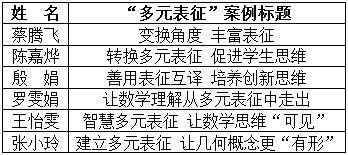 姓 名 “多元表征”案例标题
蔡腾飞 变换角度 丰富表征
陈嘉烨 转换多元表征 促进学生思维
殷 娟 善用表征互译 培养创新思维
罗雯娟 让数学理解从多元表征中走出
王怡雯 智慧多元表征 让数学思维“可见”
张小玲 建立多元表征 让几何概念更“有形”